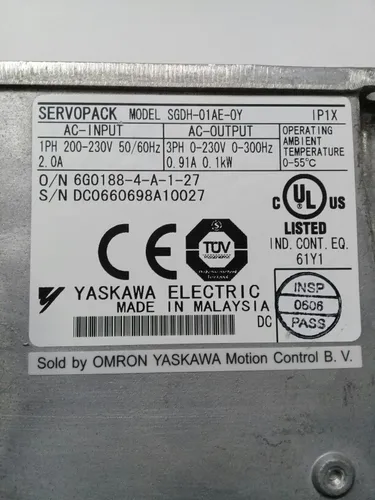 SERVOPACK MODEL SGDH-01AE-OY IP1X
AC-INPUT AC-OUTPUT OPERATING AMBIENT TEMPERATURE
1PH 200-230V 50/60Hz 3PH 0-230V 0-300Hz 0-55°C
2.0A 0.91A 0.1kW
O/N 6G0188-4-A-1-27
S/N DC0660698A10027
C UL US
LISTED
IND. CONT. EQ.
61Y1
CE
TÜV
YASKAWA ELECTRIC
MADE IN MALAYSIA
DC
INSP
0606
PASS
Sold by OMRON YASKAWA Motion Control B. V.